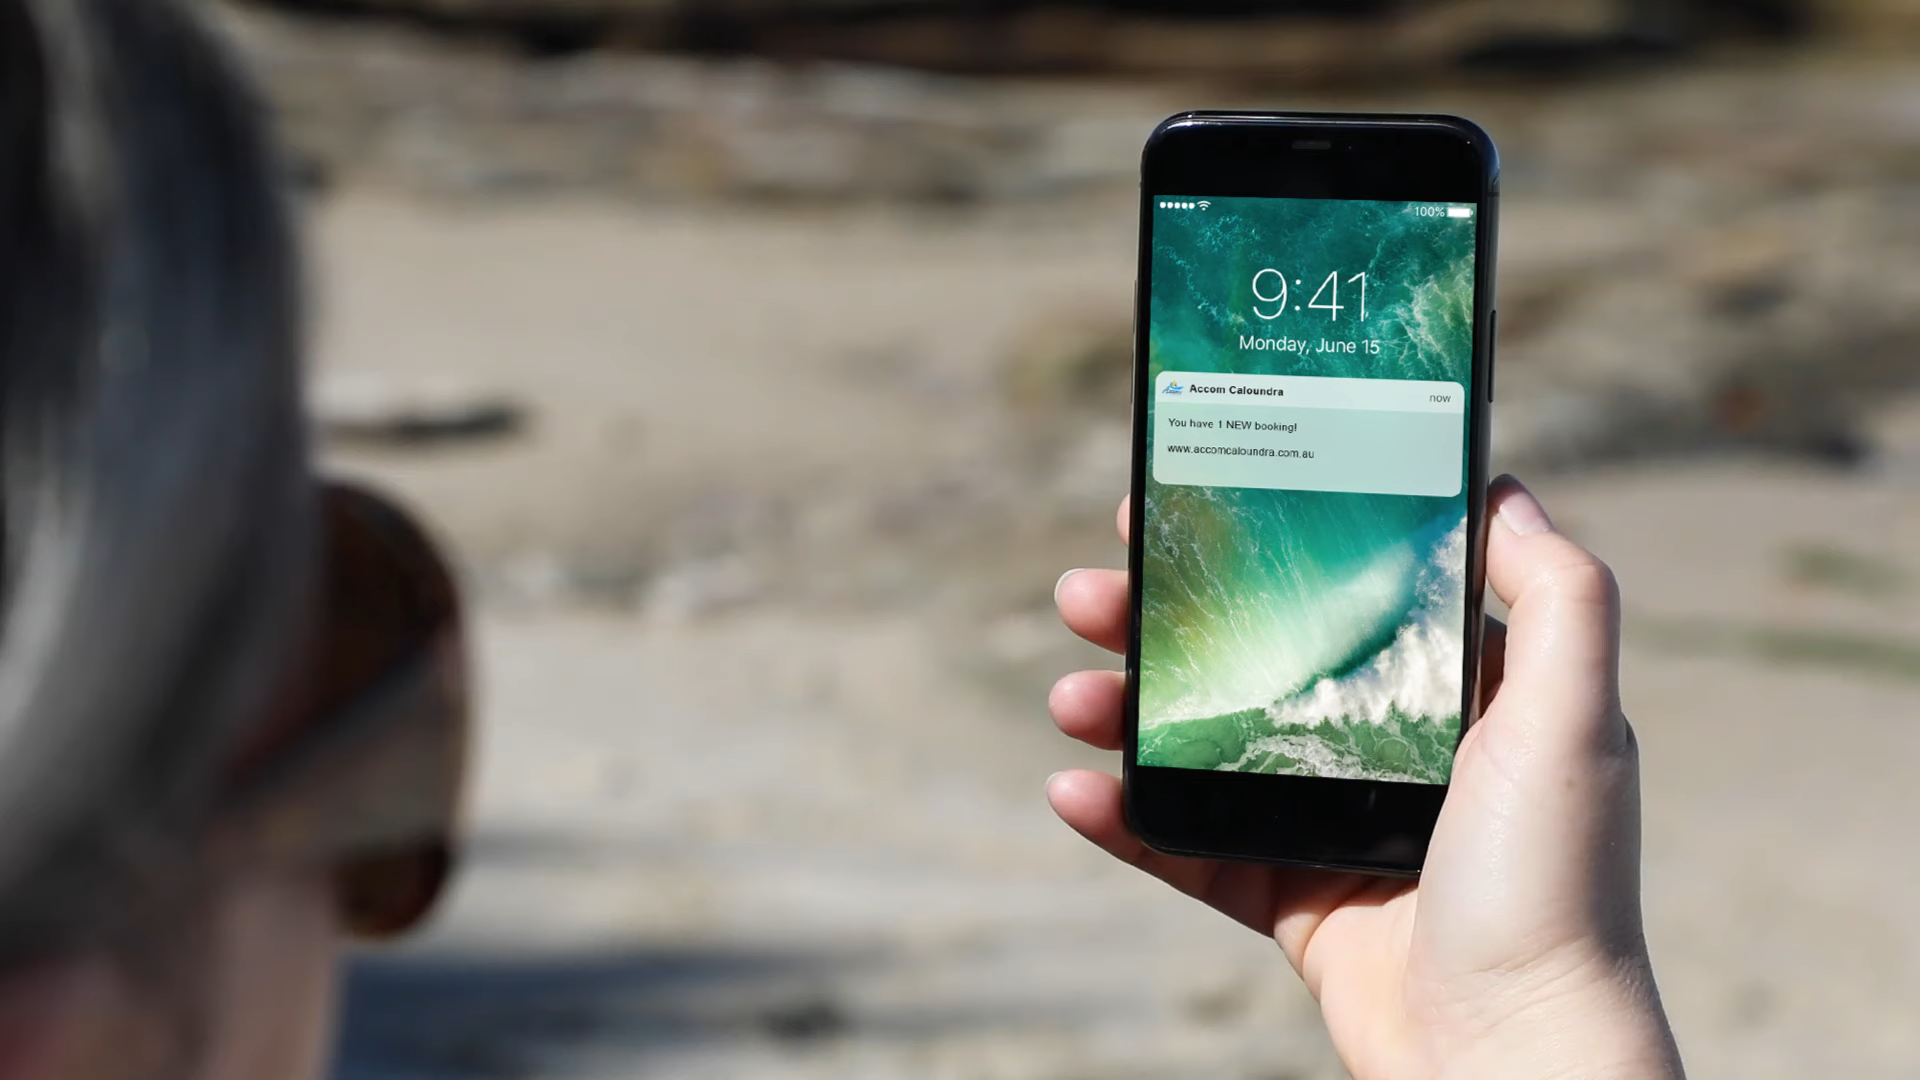 100%
9:41
Monday, June 15
Accom Caloundra
now
You have 1 NEW booking!
www.accomcaloundra.com.au